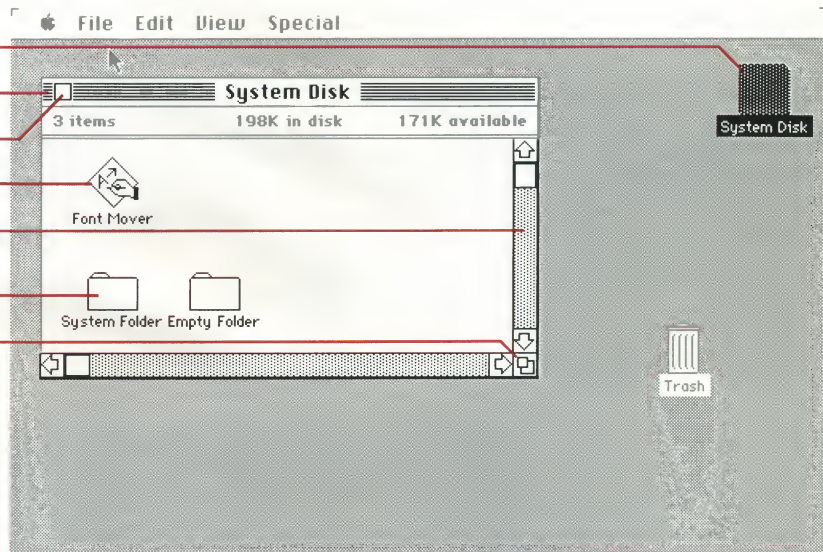 File Edit View Special
System Disk
3 items 198K in disk 171K available
System Disk
Font Mover
System Folder Empty Folder
Trash